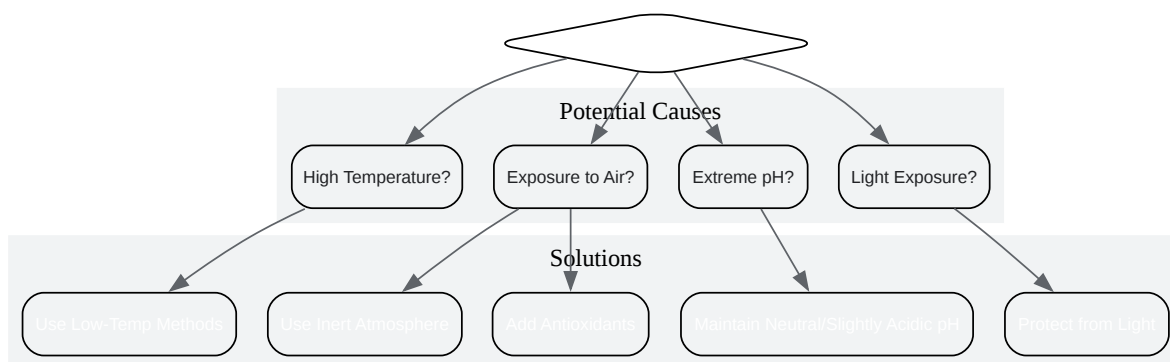 Potential Causes
High Temperature?
Exposure to Air?
Extreme pH?
Light Exposure?
Solutions
Use Low-Temp Methods
Use Inert Atmosphere
Add Antioxidants
Maintain Neutral/Slightly Acidic pH
Protect from Light